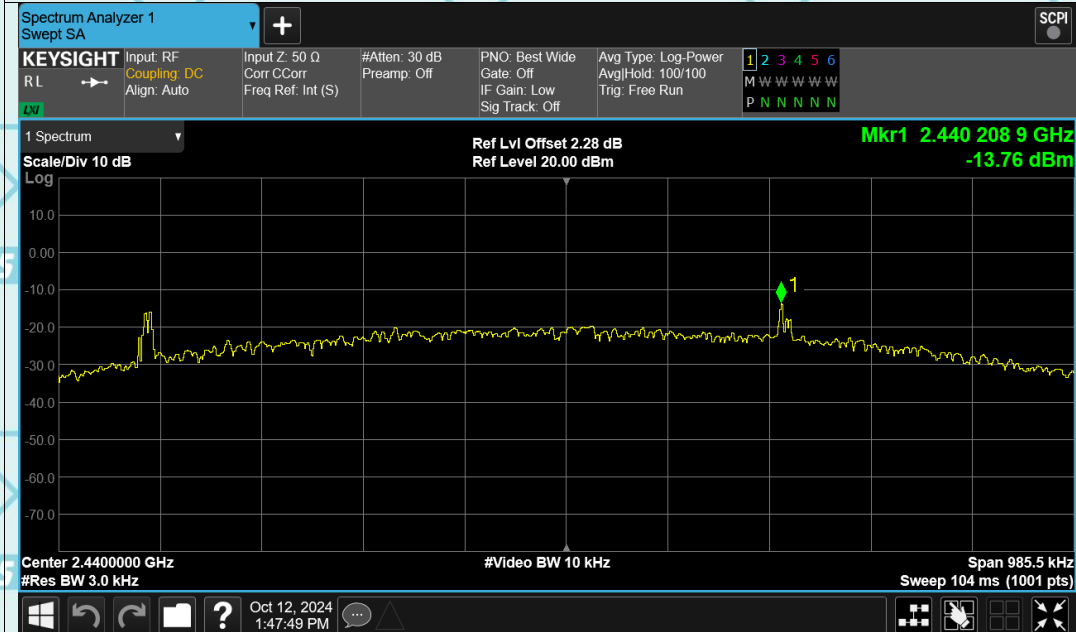 Spectrum Analyzer 1
Swept SA
+
SCPI
KEYSIGHT
R L
LXI
Input: RF
Coupling: DC
Align: Auto
Input Z: 50 Ω
Corr CCorr
Freq Ref: Int (S)
#Atten: 30 dB
Preamp: Off
PNO: Best Wide
Gate: Off
IF Gain: Low
Sig Track: Off
Avg Type: Log-Power
Avg|Hold: 100/100
Trig: Free Run
1 2 3 4 5 6
M W W W W W
P N N N N N
1 Spectrum
Scale/Div 10 dB
Ref Lvl Offset 2.28 dB
Ref Level 20.00 dBm
Mkr1 2.440 208 9 GHz
-13.76 dBm
Log
10.0
0.00
-10.0
-20.0
-30.0
-40.0
-50.0
-60.0
-70.0
1
Center 2.4400000 GHz
#Res BW 3.0 kHz
#Video BW 10 kHz
Span 985.5 kHz
Sweep 104 ms (1001 pts)
?
Oct 12, 2024
1:47:49 PM